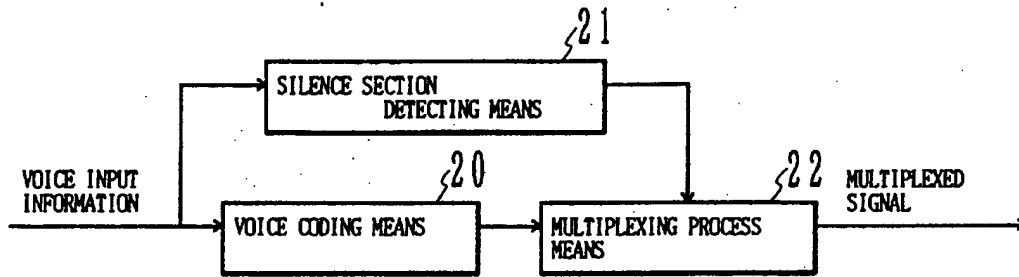 21
SILENCE SECTION
DETECTING MEANS
VOICE INPUT
INFORMATION
20
VOICE CODING MEANS
22
MULTIPLEXING PROCESS
MEANS
MULTIPLEXED
SIGNAL